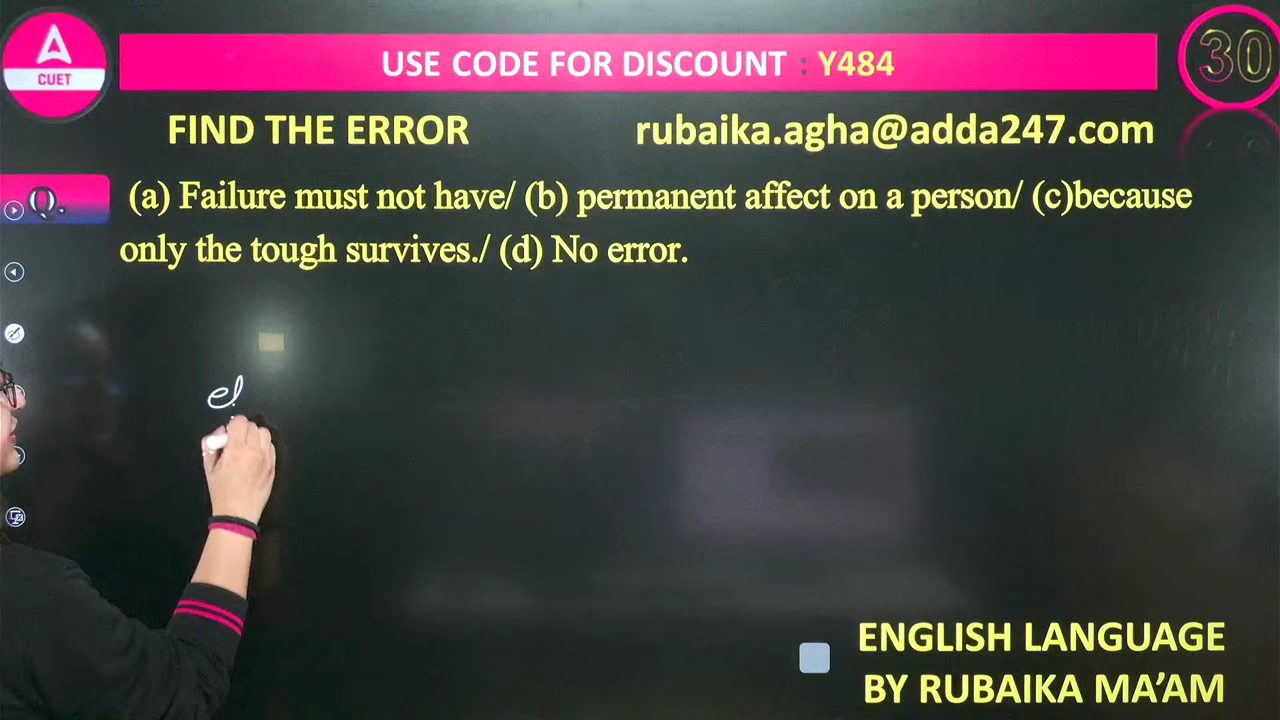 A
CUET
USE CODE FOR DISCOUNT : Y484
30
FIND THE ERROR
rubaika.agha@adda247.com
Q.
(a) Failure must not have/ (b) permanent affect on a person/ (c)because
only the tough survives./ (d) No error.
ENGLISH LANGUAGE
BY RUBAIKA MA’AM